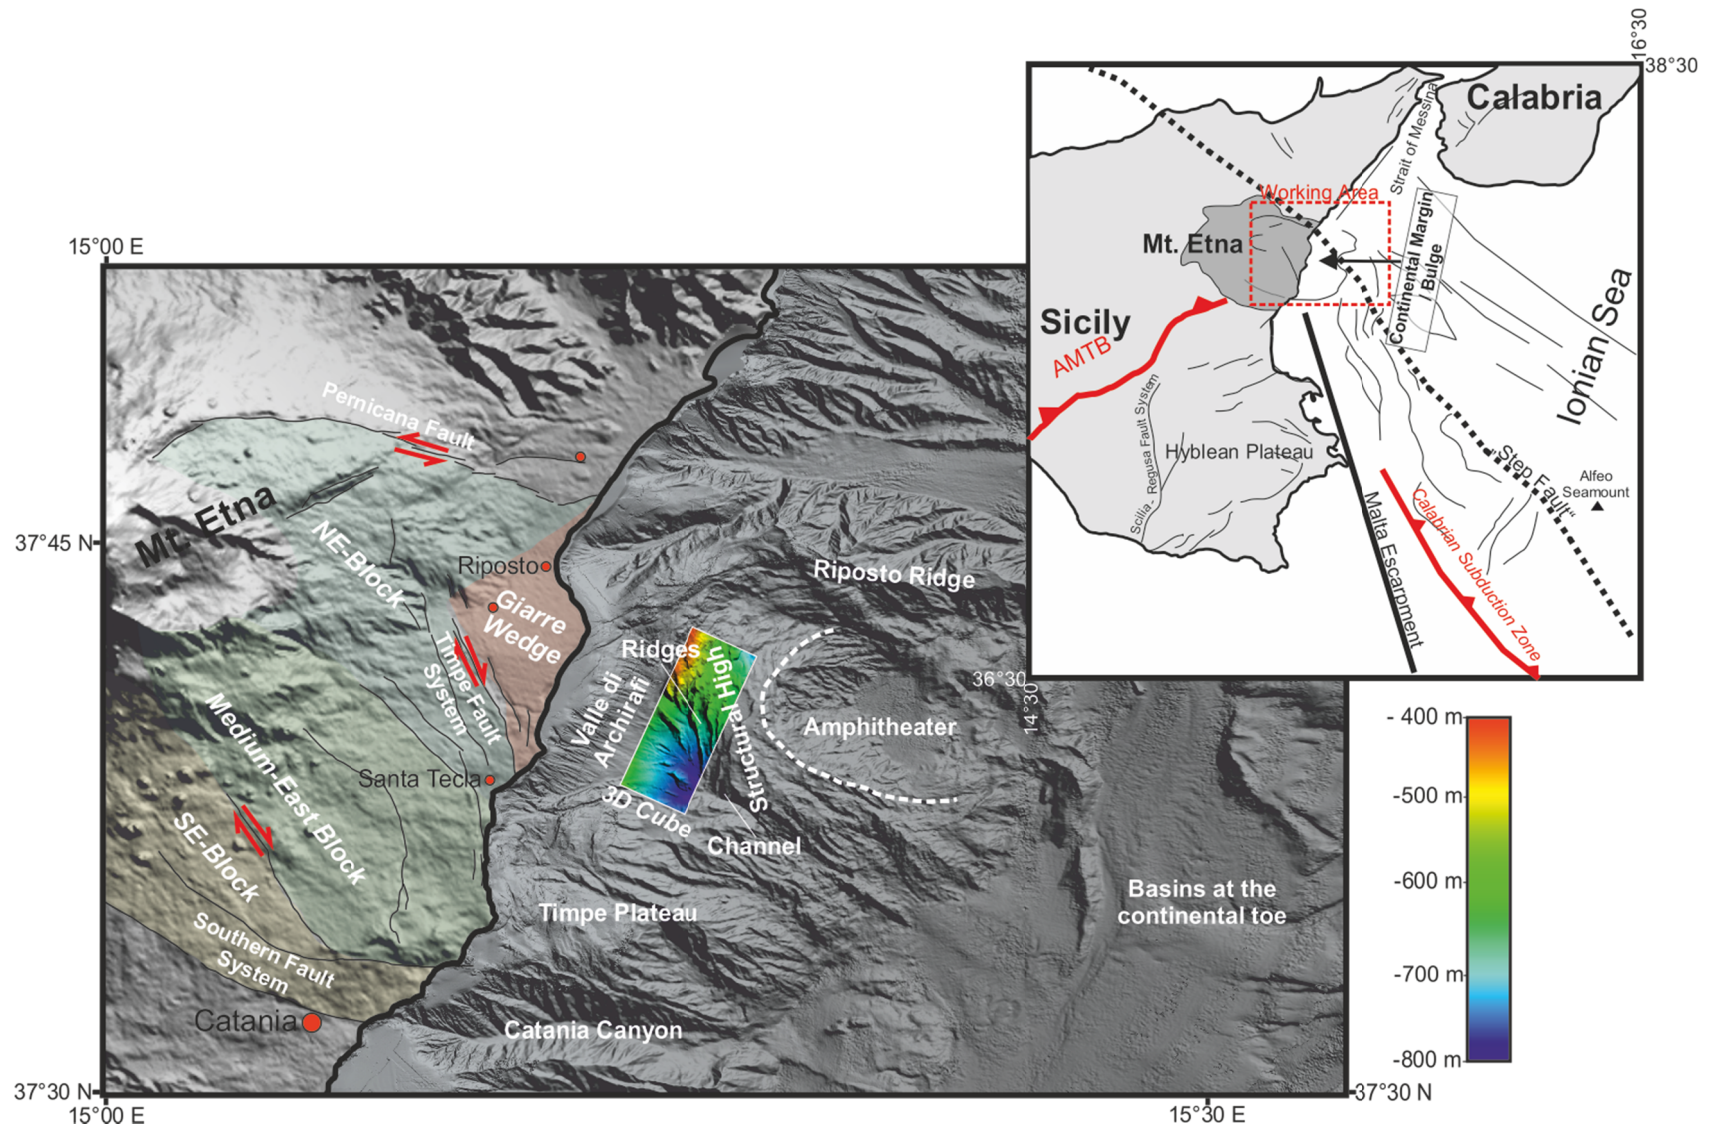 16°30
38°30
Calabria
Strait of Messina
Working Area
Mt. Etna
Continental Margin
/ Bulge
Sicily
AMTB
Ionian Sea
Scilia - Regusa Fault System
Hyblean Plateau
„Step Fault“
Alfeo
Seamount
Malta Escarpment
Calabrian Subduction Zone
36°30
14°30
15°00 E
Pernicana Fault
Mt. Etna
37°45 N
NE-Block
Riposto
Giarre
Wedge
Riposto Ridge
Timpe Fault
System
Ridges
Valle di
Archirafi
Structural High
Amphitheater
3D Cube
Channel
Medium-East Block
Santa Tecla
SE-Block
Timpe Plateau
Basins at the
continental toe
Southern Fault
System
Catania
Catania Canyon
- 400 m
-500 m
-600 m
-700 m
-800 m
37°30 N
37°30 N
15°00 E
15°30 E